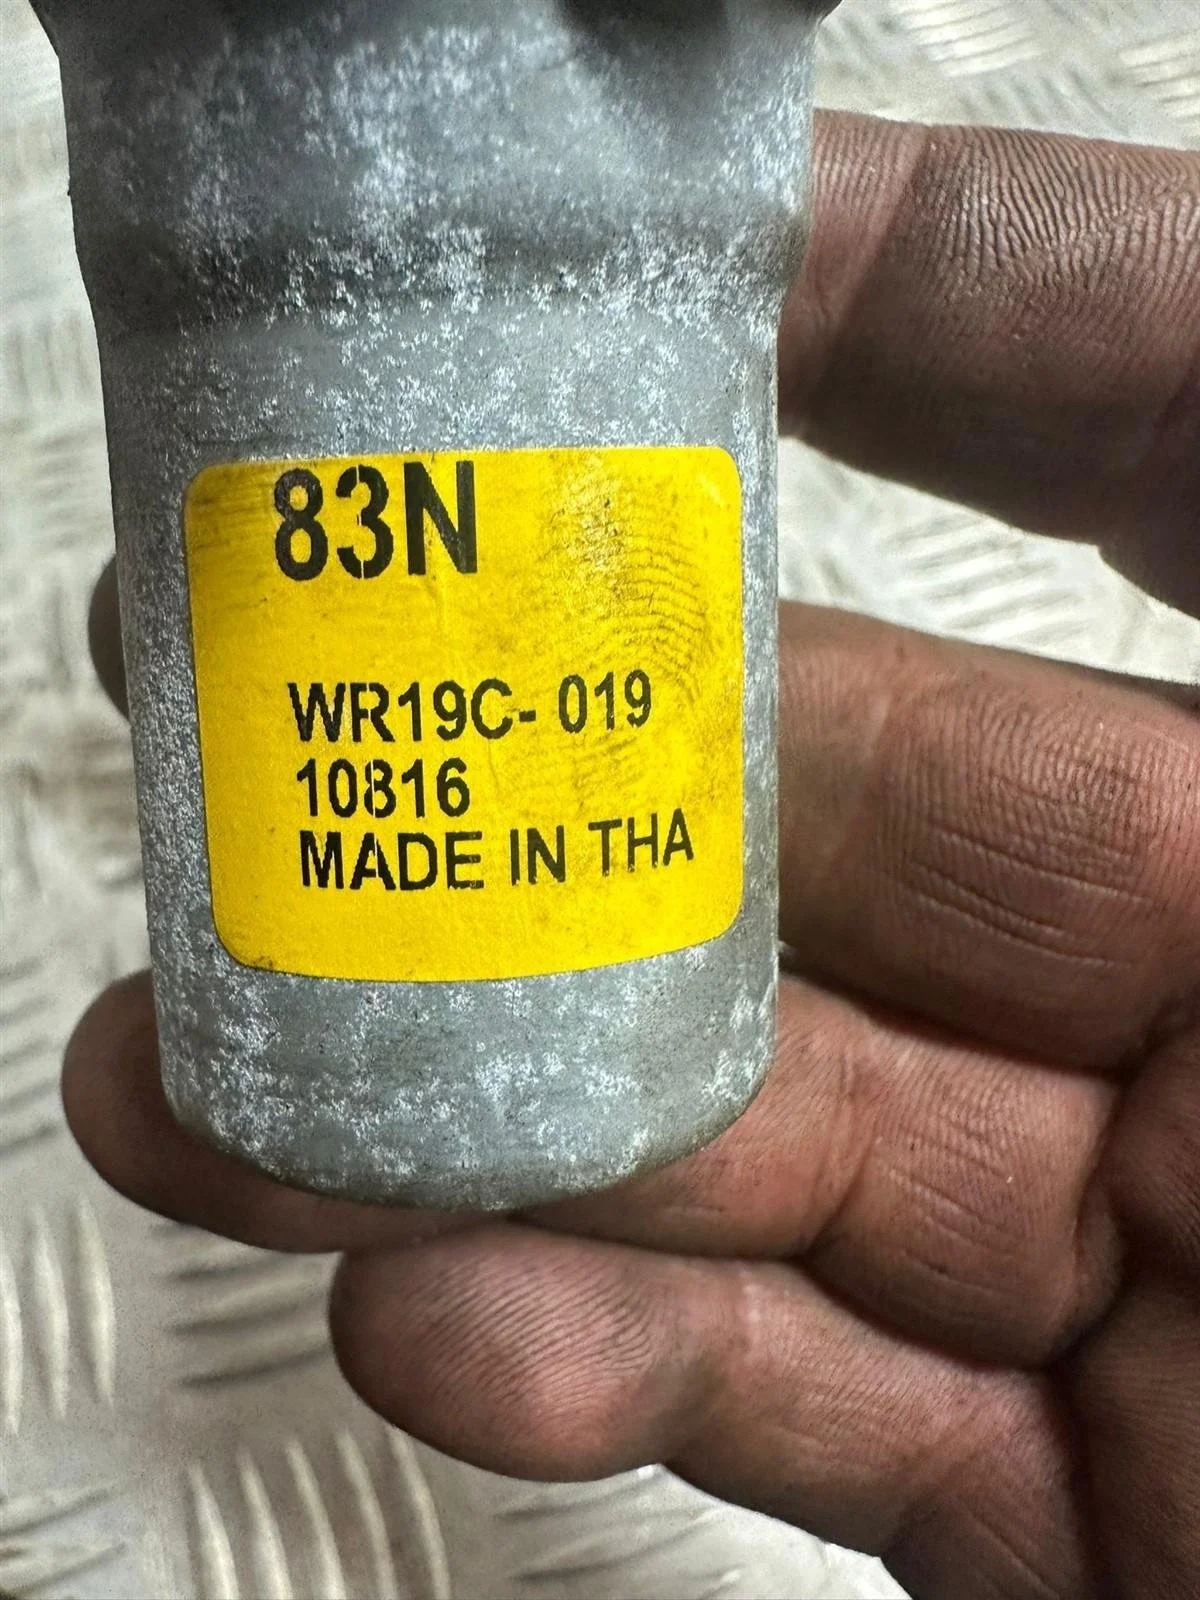 83N
WR19C- 019
10816
MADE IN THA